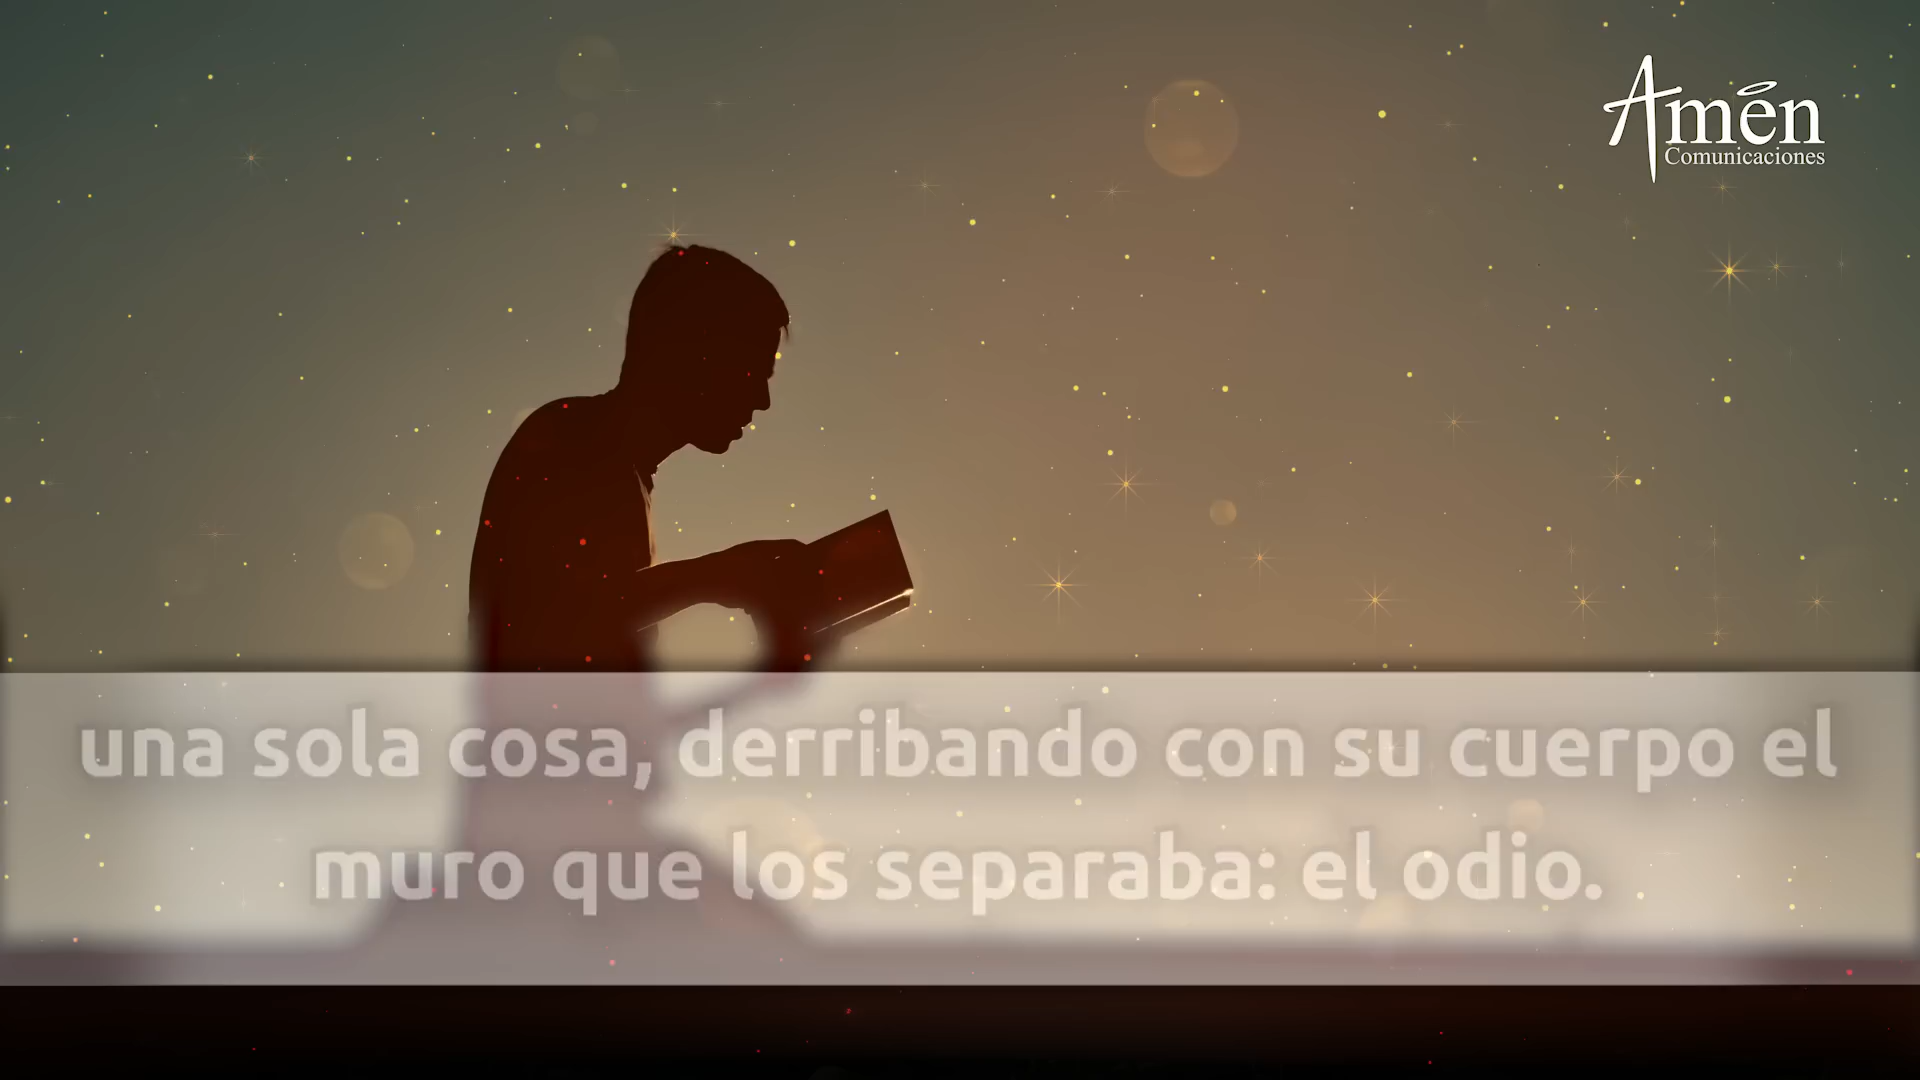 Amén
Comunicaciones
una sola cosa, derribando con su cuerpo el
muro que los separaba: el odio.